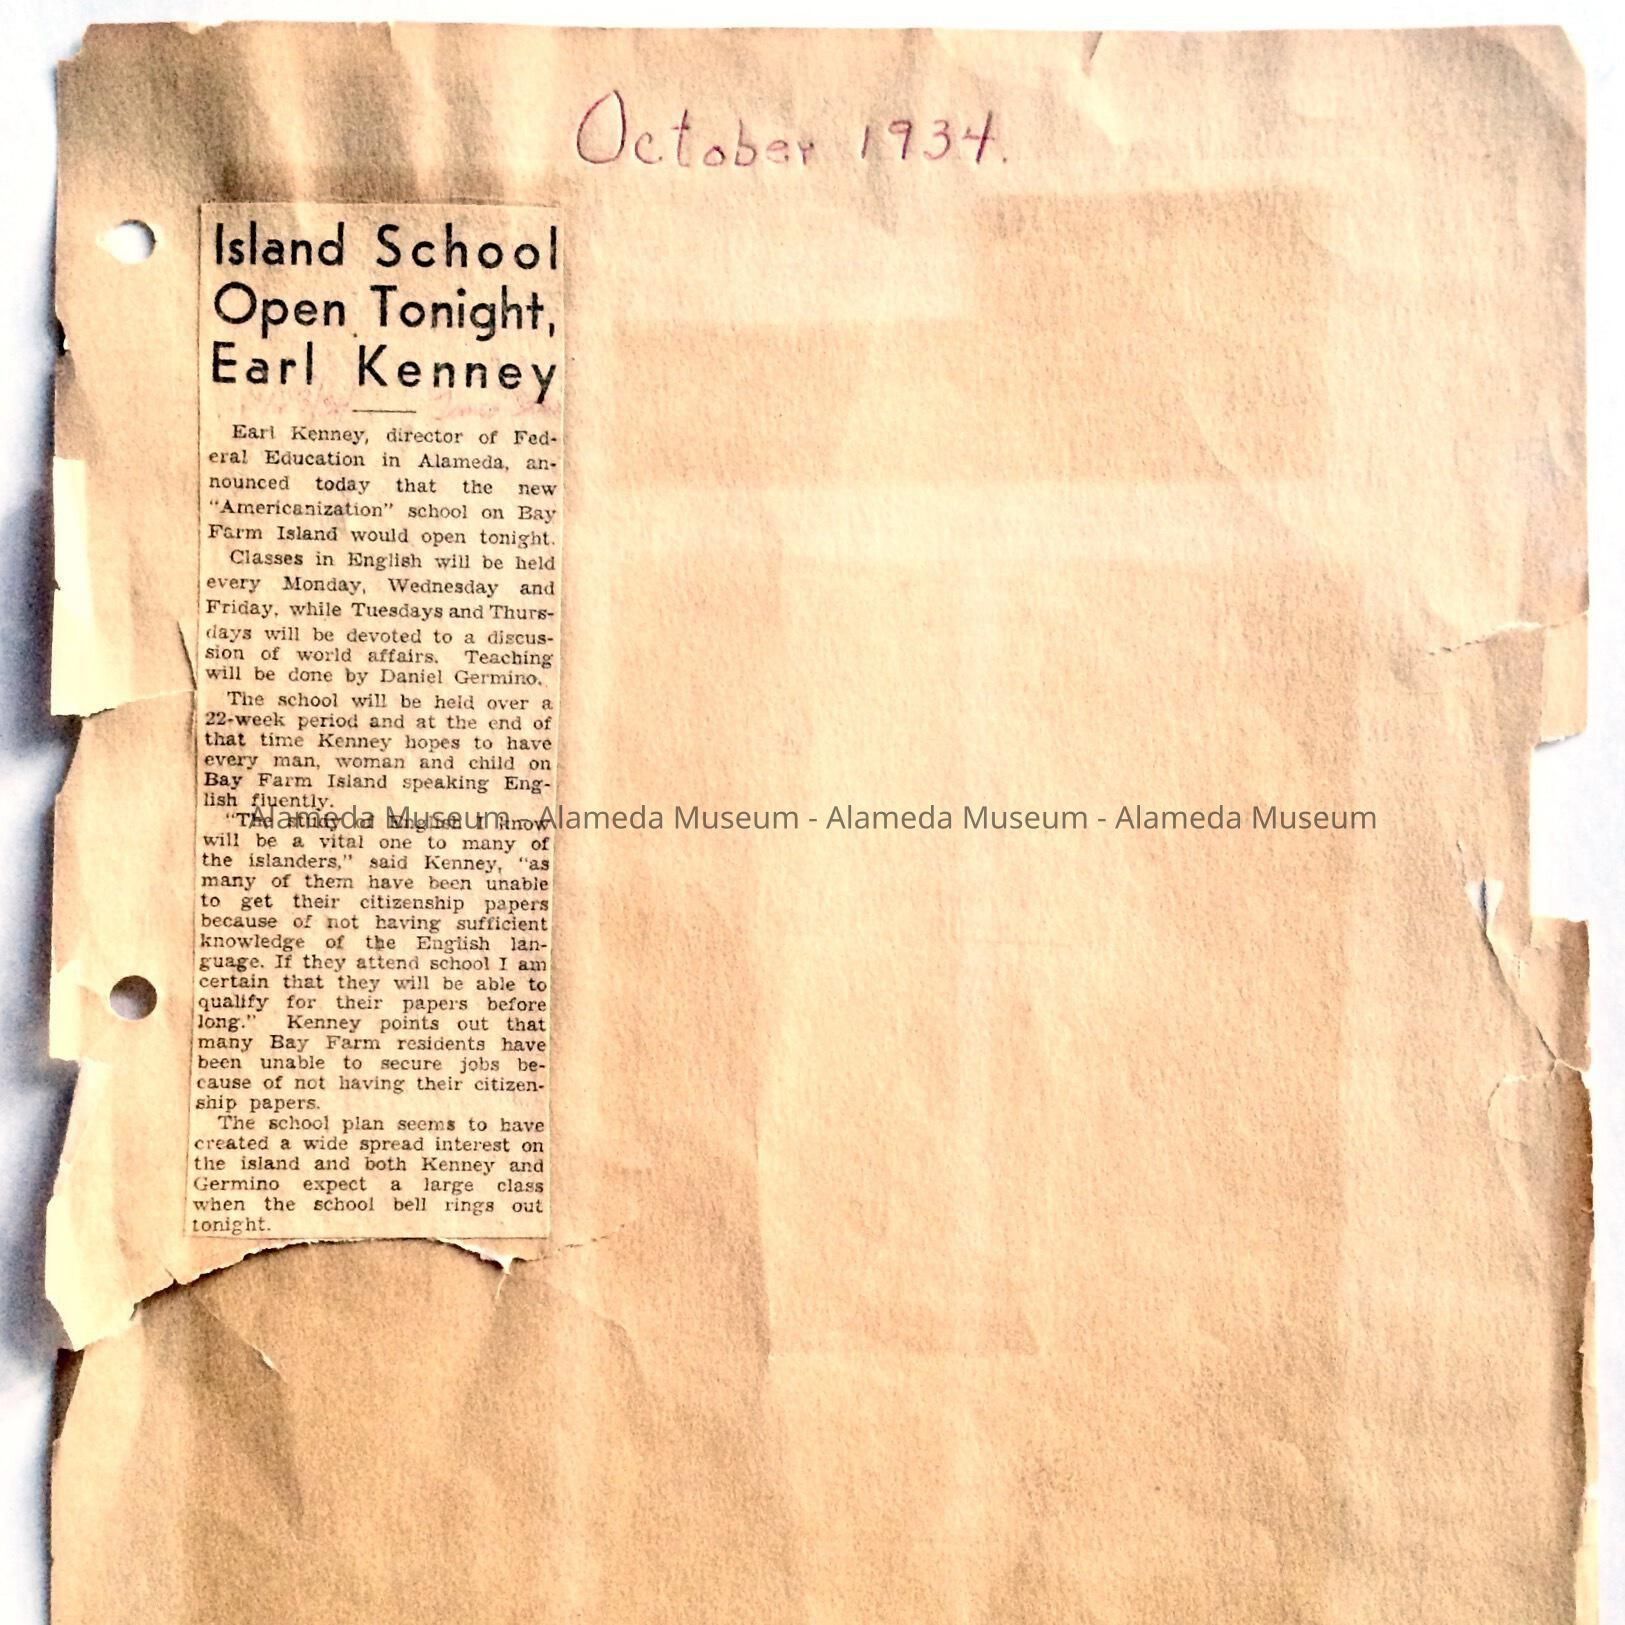 October 1934.
Island School
Open Tonight,
Earl Kenney
Earl Kenney, director of Fed-
eral Education in Alameda, an-
nounced today that the new
"Americanization" school on Bay
Farm Island would open tonight.
Classes in English will be held
every Monday, Wednesday and
Friday, while Tuesdays and Thurs-
days will be devoted to a discus-
sion of world affairs. Teaching
will be done by Daniel Germino.
The school will be held over a
22-week period and at the end of
that time Kenney hopes to have
every man, woman and child on
Bay Farm Island speaking Eng-
lish fluently.
"The study of English I know
will be a vital one to many of
the islanders," said Kenney, "as
many of them have been unable
to get their citizenship papers
because of not having sufficient
knowledge of the English lan-
guage. If they attend school I am
certain that they will be able to
qualify for their papers before
long." Kenney points out that
many Bay Farm residents have
been unable to secure jobs be-
cause of not having their citizen-
ship papers.
The school plan seems to have
created a wide spread interest on
the island and both Kenney and
Germino expect a large class
when the school bell rings out
tonight.
Alameda Museum - Alameda Museum - Alameda Museum - Alameda Museum